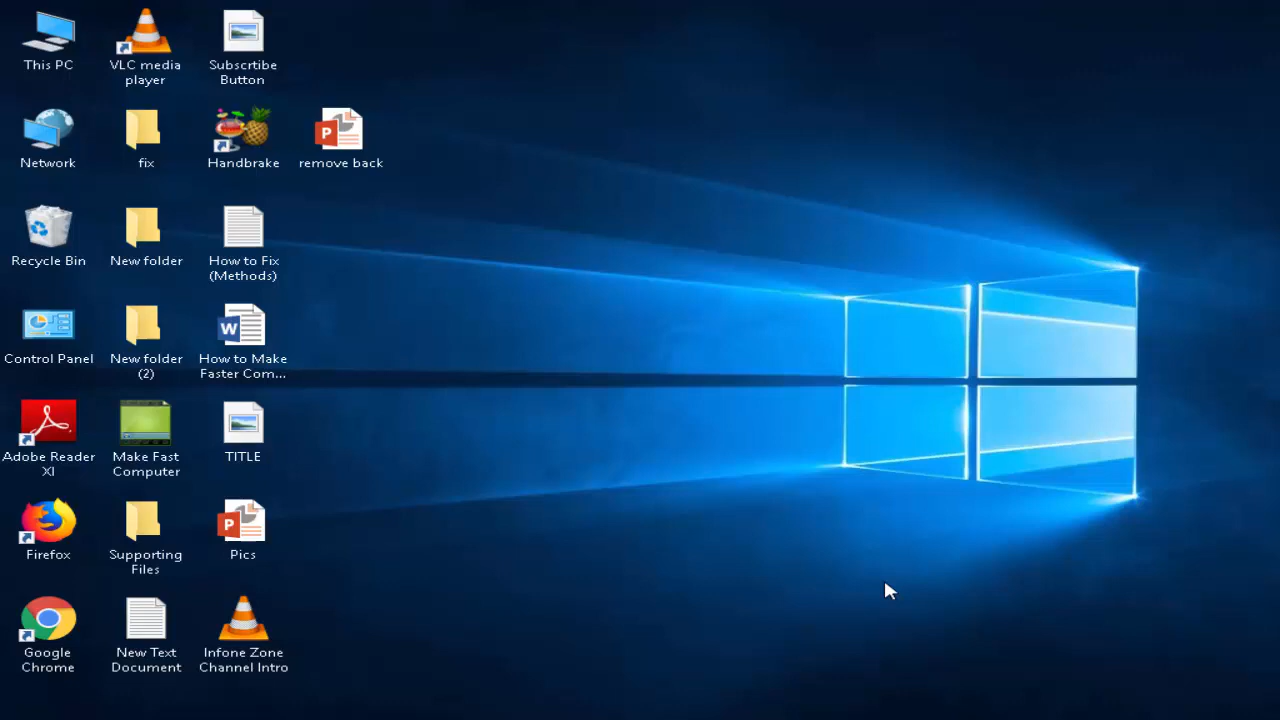 This PC
VLC media
player
Subscrtibe
Button
Network
fix
Handbrake
remove back
Recycle Bin
New folder
How to Fix
(Methods)
Control Panel
New folder
(2)
How to Make
Faster Com...
Adobe Reader
XI
Make Fast
Computer
TITLE
Firefox
Supporting
Files
Pics
Google
Chrome
New Text
Document
Infone Zone
Channel Intro